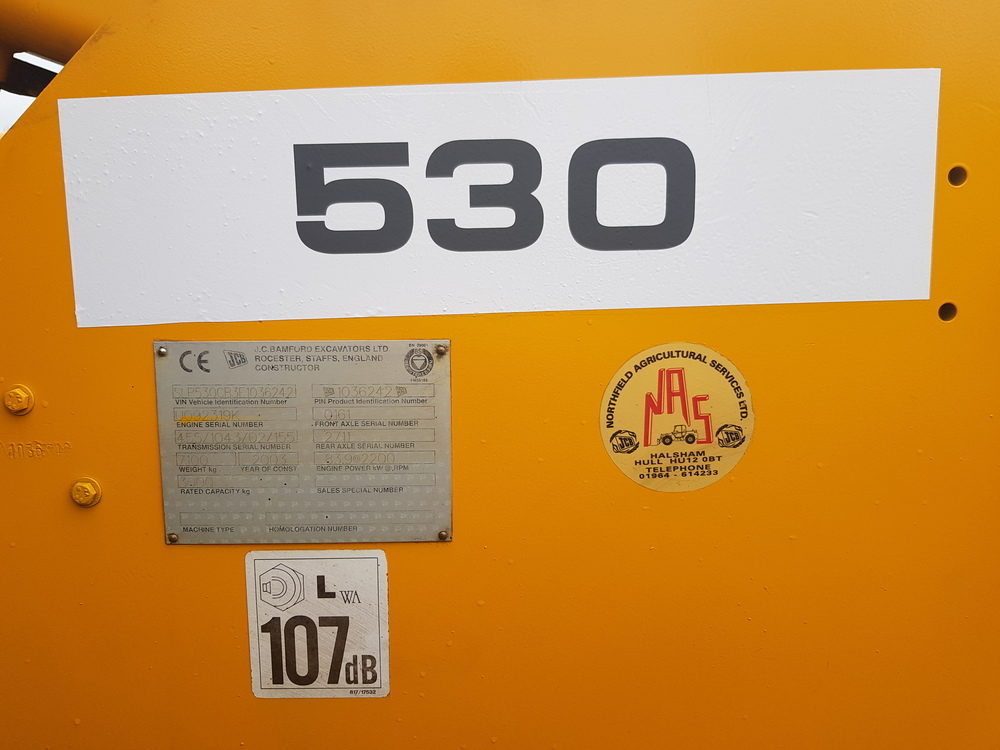 530
CE JCB J.C.BAMFORD EXCAVATORS LTD
ROCESTER, STAFFS, ENGLAND
CONSTRUCTOR
1036242
VIN Vehicle Identification Number PIN Product Identification Number
ENGINE SERIAL NUMBER FRONT AXLE SERIAL NUMBER
TRANSMISSION SERIAL NUMBER REAR AXLE SERIAL NUMBER
WEIGHT kg YEAR OF CONST ENGINE POWER kW @ RPM
RATED CAPACITY kg SALES SPECIAL NUMBER
MACHINE TYPE HOMOLOGATION NUMBER
LWA
107dB
817/17532
NORTHFIELD AGRICULTURAL SERVICES LTD.
NAS
JCB JCB
HALSHAM
HULL HU12 0BT
TELEPHONE
01964 - 614233